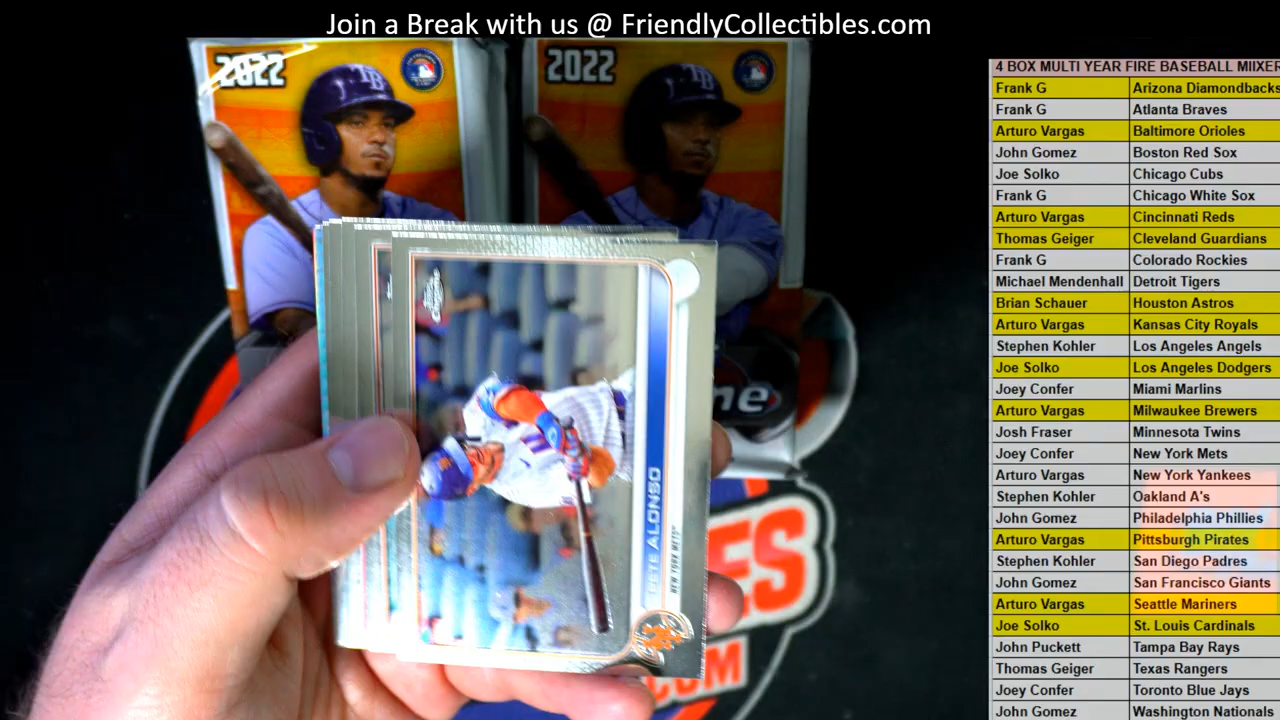 Join a Break with us @ FriendlyCollectibles.com
2022
TB
2022
TB
PETE ALONSO
NEW YORK METS
ne
ES
.COM
4 BOX MULTI YEAR FIRE BASEBALL MIIXER
Frank G Arizona Diamondbacks
Frank G Atlanta Braves
Arturo Vargas Baltimore Orioles
John Gomez Boston Red Sox
Joe Solko Chicago Cubs
Frank G Chicago White Sox
Arturo Vargas Cincinnati Reds
Thomas Geiger Cleveland Guardians
Frank G Colorado Rockies
Michael Mendenhall Detroit Tigers
Brian Schauer Houston Astros
Arturo Vargas Kansas City Royals
Stephen Kohler Los Angeles Angels
Joe Solko Los Angeles Dodgers
Joey Confer Miami Marlins
Arturo Vargas Milwaukee Brewers
Josh Fraser Minnesota Twins
Joey Confer New York Mets
Arturo Vargas New York Yankees
Stephen Kohler Oakland A's
John Gomez Philadelphia Phillies
Arturo Vargas Pittsburgh Pirates
Stephen Kohler San Diego Padres
John Gomez San Francisco Giants
Arturo Vargas Seattle Mariners
Joe Solko St. Louis Cardinals
John Puckett Tampa Bay Rays
Thomas Geiger Texas Rangers
Joey Confer Toronto Blue Jays
John Gomez Washington Nationals